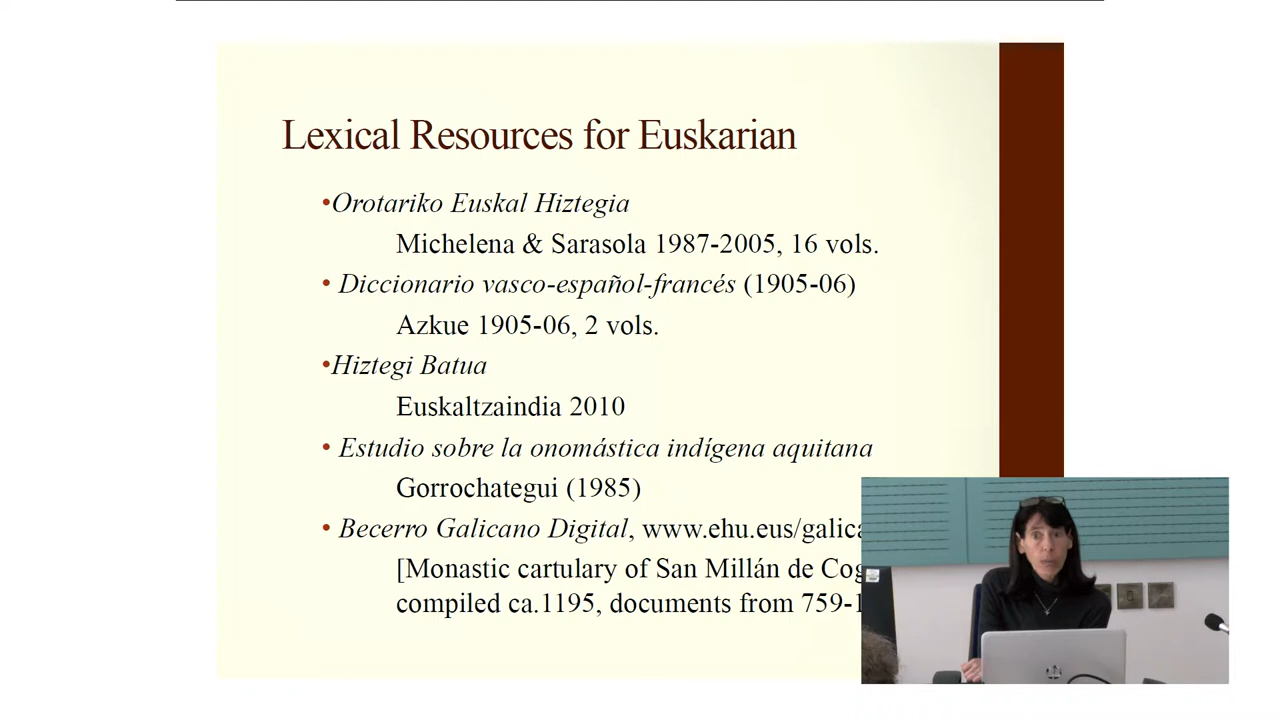 Lexical Resources for Euskarian
•Orotariko Euskal Hiztegia
Michelena & Sarasola 1987-2005, 16 vols.
• Diccionario vasco-español-francés (1905-06)
Azkue 1905-06, 2 vols.
•Hiztegi Batua
Euskaltzaindia 2010
• Estudio sobre la onomástica indígena aquitana
Gorrochategui (1985)
• Becerro Galicano Digital, www.ehu.eus/galica
[Monastic cartulary of San Millán de Cog
compiled ca.1195, documents from 759-1